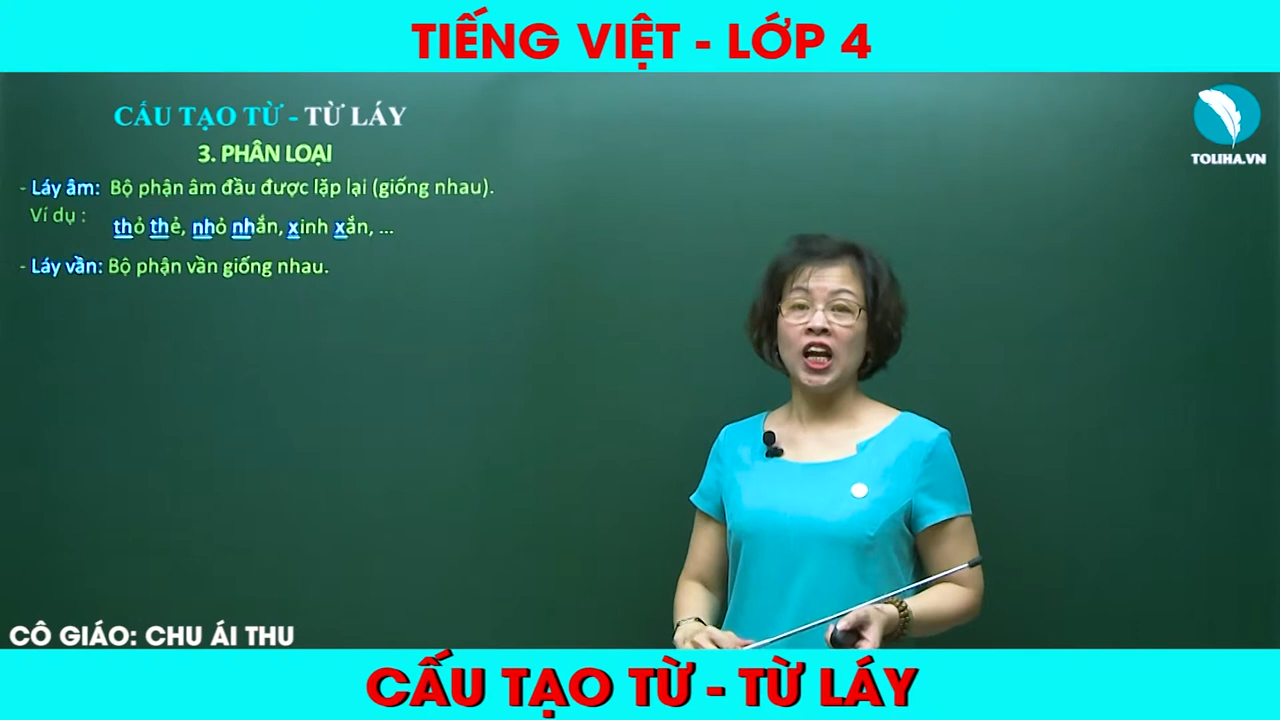 TIẾNG VIỆT - LỚP 4
CẤU TẠO TỪ - TỪ LÁY
TOLIHA.VN
3. PHÂN LOẠI
- Láy âm: Bộ phận âm đầu được lặp lại (giống nhau).
Ví dụ :
thỏ thẻ, nhỏ nhắn, xinh xắn, ...
- Láy vần: Bộ phận vần giống nhau.
CÔ GIÁO: CHU ÁI THU
CẤU TẠO TỪ - TỪ LÁY